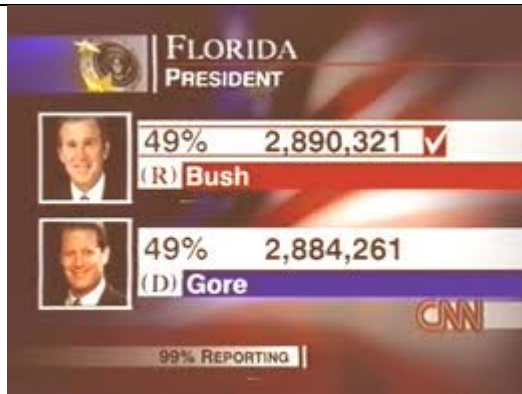 FLORIDA
PRESIDENT
49% 2,890,321
(R) Bush
49% 2,884,261
(D) Gore
CNN
99% REPORTING